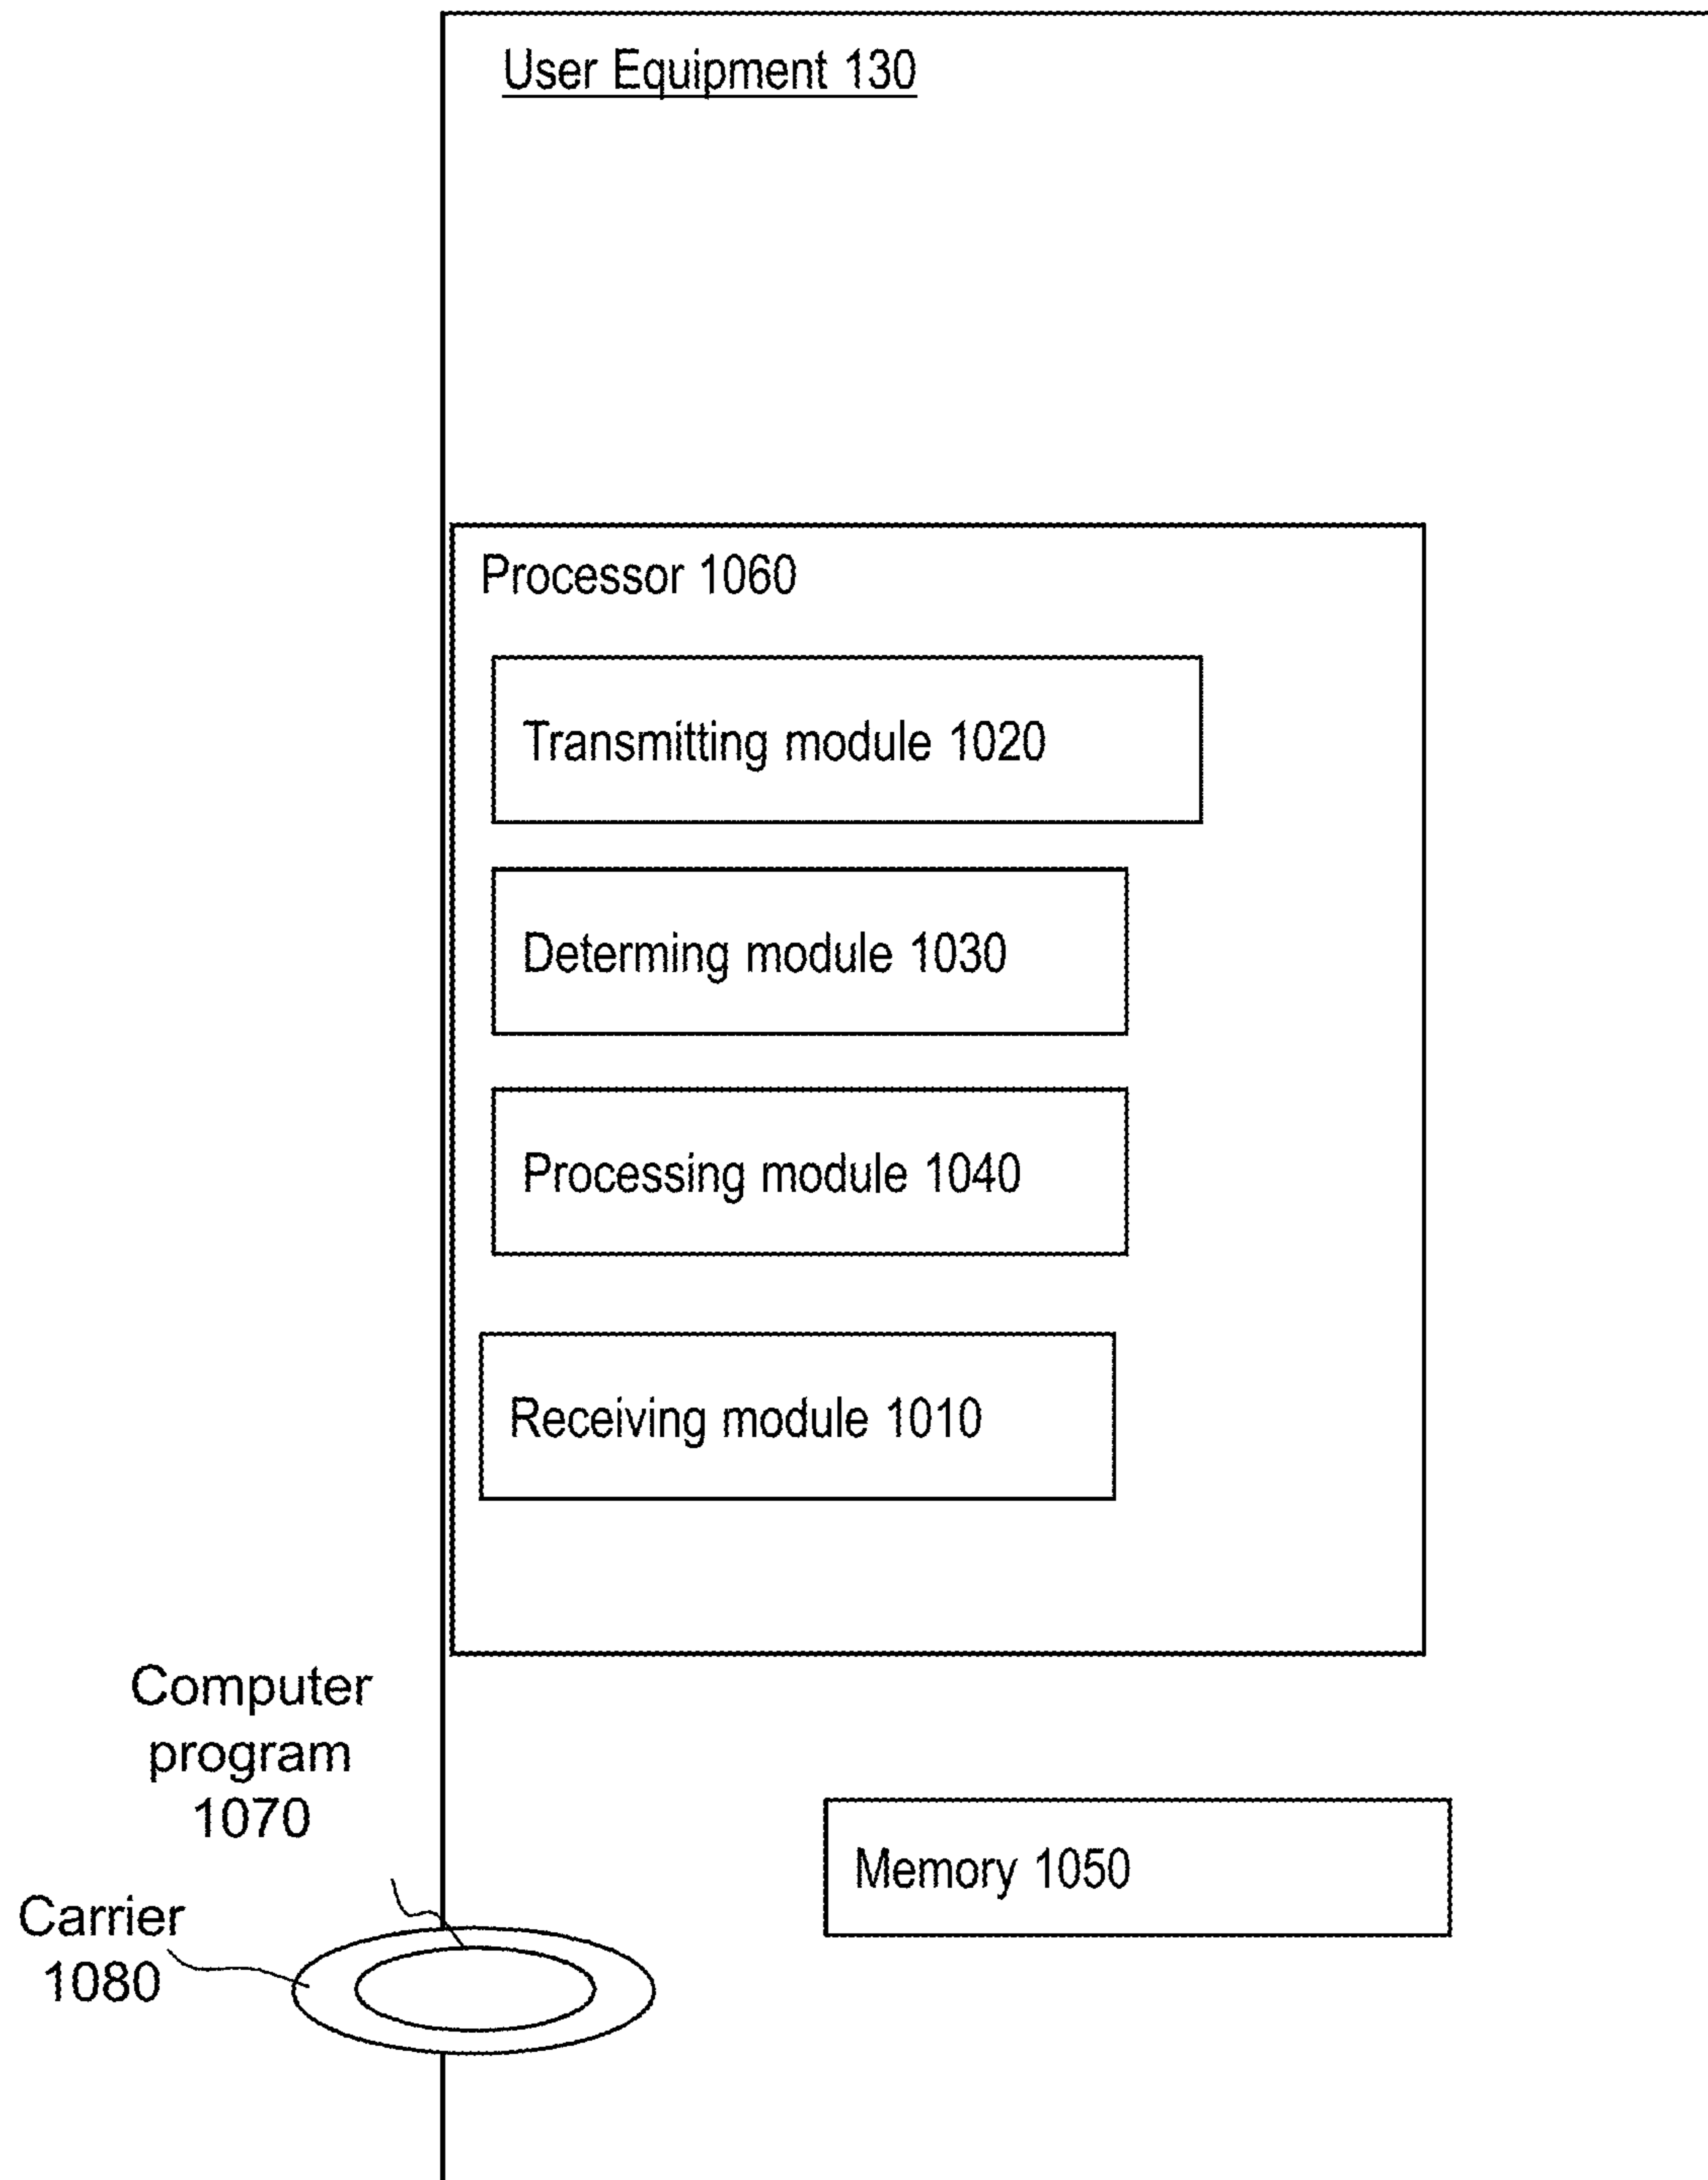 User Equipment 130
Processor 1060
Transmitting module 1020
Determing module 1030
Processing module 1040
Receiving module 1010
Computer
program
1070
Memory 1050
Carrier
1080